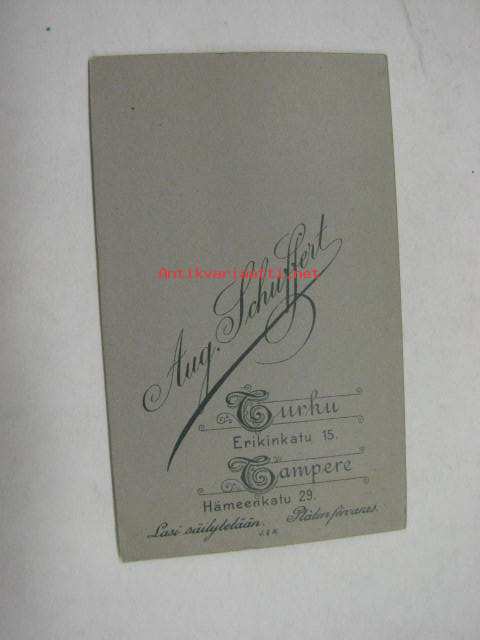 Antikvariaatti.net
Aug. Schuffert
Turku
Erikinkatu 15.
Tampere
Hämeenkatu 29.
Lasi säilytetään. Plåten förvaras.
J & K